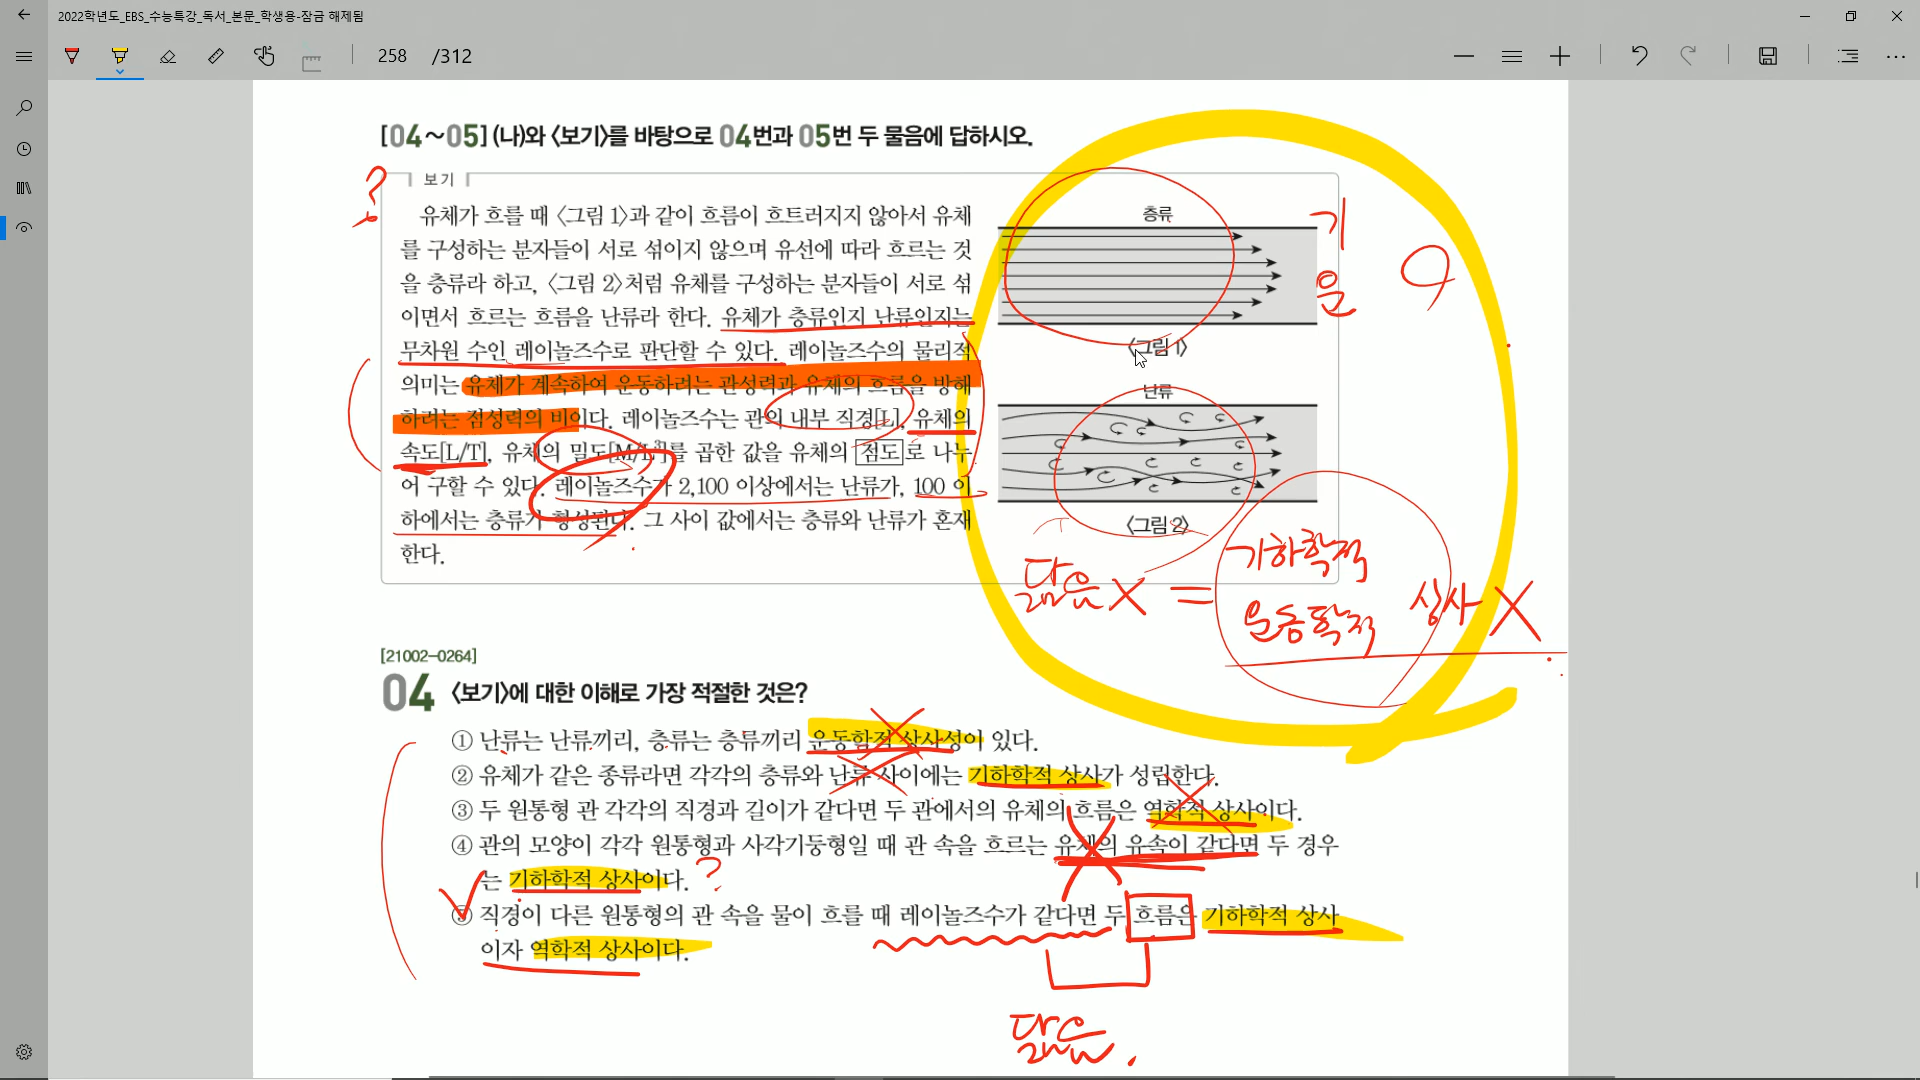 2022학년도_EBS_수능특강_독서_본문_학생용-잠금 해제됨
258 /312
[04～05] (나)와 〈보기〉를 바탕으로 04번과 05번 두 물음에 답하시오.
?
보기
유체가 흐를 때 〈그림 1〉과 같이 흐름이 흐트러지지 않아서 유체
를 구성하는 분자들이 서로 섞이지 않으며 유선에 따라 흐르는 것
을 층류라 하고, 〈그림 2〉처럼 유체를 구성하는 분자들이 서로 섞
이면서 흐르는 흐름을 난류라 한다. 유체가 층류인지 난류인지는
무차원 수인 레이놀즈수로 판단할 수 있다. 레이놀즈수의 물리적
의미는 유체가 계속하여 운동하려는 관성력과 유체의 흐름을 방해
하려는 점성력의 비이다. 레이놀즈수는 관의 내부 직경[L], 유체의
속도[L/T], 유체의 밀도[M/L³]를 곱한 값을 유체의 점도로 나누
어 구할 수 있다. 레이놀즈수가 2,100 이상에서는 난류가, 100 이
하에서는 층류가 형성된다. 그 사이 값에서는 층류와 난류가 혼재
한다.
층류
〈그림 1〉
난류
〈그림 2〉
기
운
닮음 X = 기하학적
운동학적 상사 X
[21002-0264]
04 〈보기〉에 대한 이해로 가장 적절한 것은?
① 난류는 난류끼리, 층류는 층류끼리 운동학적 상사성이 있다.
② 유체가 같은 종류라면 각각의 층류와 난류 사이에는 기하학적 상사가 성립한다.
③ 두 원통형 관 각각의 직경과 길이가 같다면 두 관에서의 유체의 흐름은 역학적 상사이다.
④ 관의 모양이 각각 원통형과 사각기둥형일 때 관 속을 흐르는 유체의 유속이 같다면 두 경우
는 기하학적 상사이다. ?
⑤ 직경이 다른 원통형의 관 속을 물이 흐를 때 레이놀즈수가 같다면 두 흐름은 기하학적 상사
이자 역학적 상사이다.
닮음.